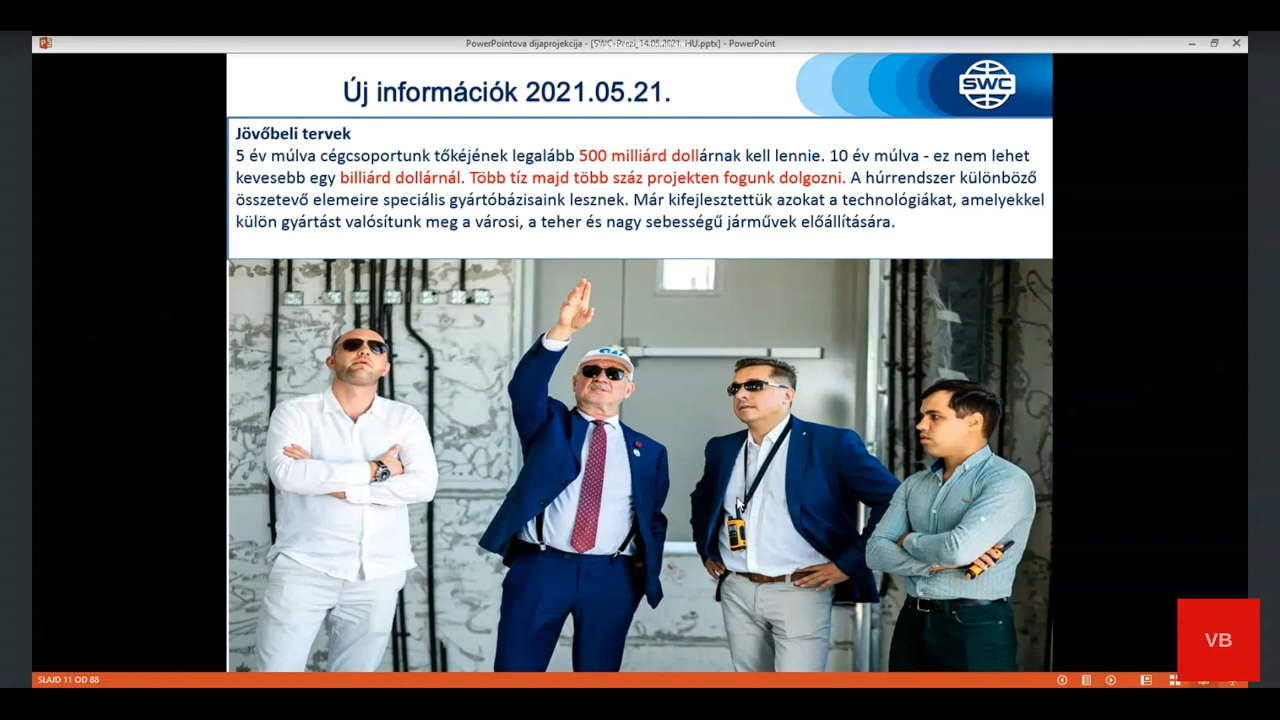 PowerPointova dijaprojekcija - [SWC-Prezi_14.05.2021. HU.pptx] - PowerPoint
Új információk 2021.05.21.
SWC
Jövőbeli tervek
5 év múlva cégcsoportunk tőkéjének legalább 500 milliárd dollárnak kell lennie. 10 év múlva - ez nem lehet
kevesebb egy billiárd dollárnál. Több tíz majd több száz projekten fogunk dolgozni. A húrrendszer különböző
összetevő elemeire speciális gyártóbázisaink lesznek. Már kifejlesztettük azokat a technológiákat, amelyekkel
külön gyártást valósítunk meg a városi, a teher és nagy sebességű járművek előállítására.
VB
SLAJD 11 OD 88